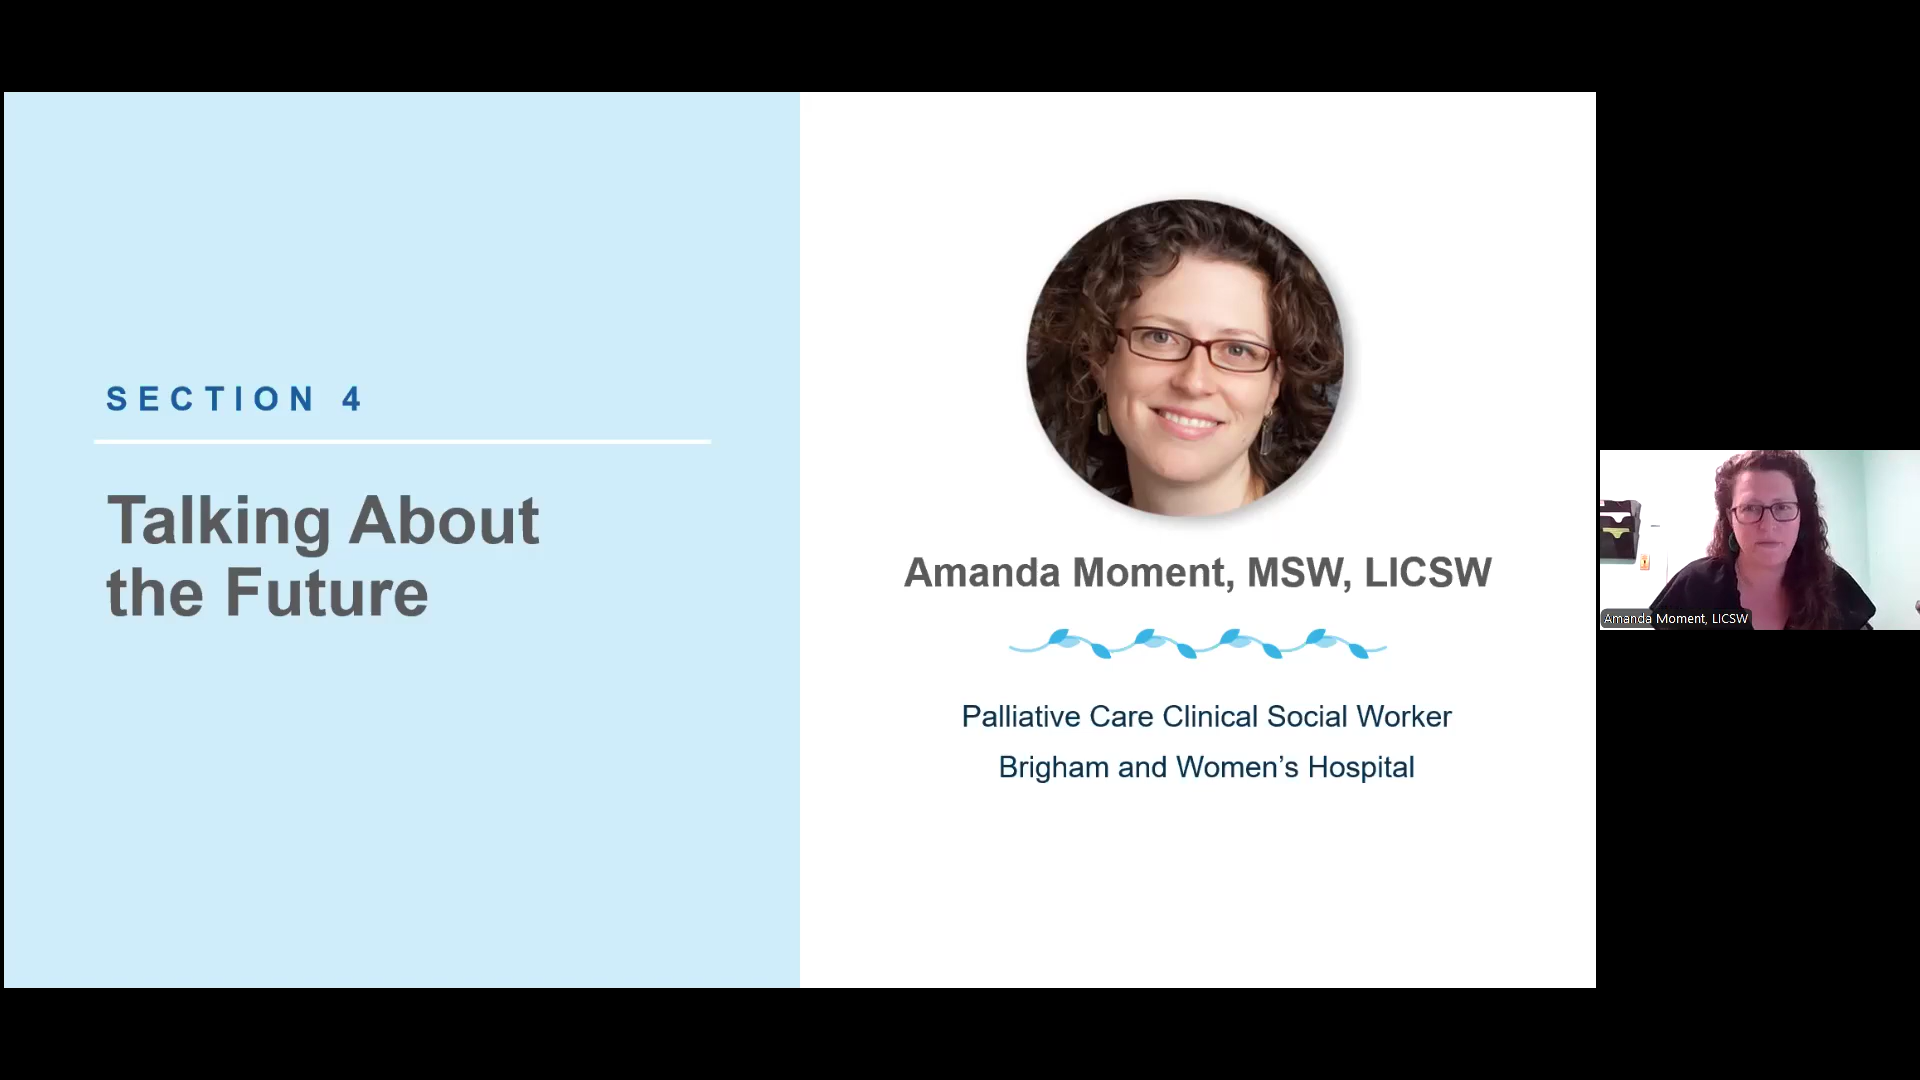 SECTION 4
Talking About
the Future
Amanda Moment, MSW, LICSW
Palliative Care Clinical Social Worker
Brigham and Women’s Hospital
Amanda Moment, LICSW